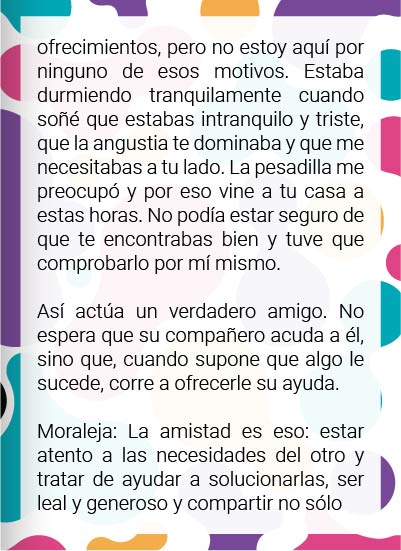 ofrecimientos, pero no estoy aquí por
ninguno de esos motivos. Estaba
durmiendo tranquilamente cuando
soñé que estabas intranquilo y triste,
que la angustia te dominaba y que me
necesitabas a tu lado. La pesadilla me
preocupó y por eso vine a tu casa a
estas horas. No podía estar seguro de
que te encontrabas bien y tuve que
comprobarlo por mí mismo.

Así actúa un verdadero amigo. No
espera que su compañero acuda a él,
sino que, cuando supone que algo le
sucede, corre a ofrecerle su ayuda.

Moraleja: La amistad es eso: estar
atento a las necesidades del otro y
tratar de ayudar a solucionarlas, ser
leal y generoso y compartir no sólo